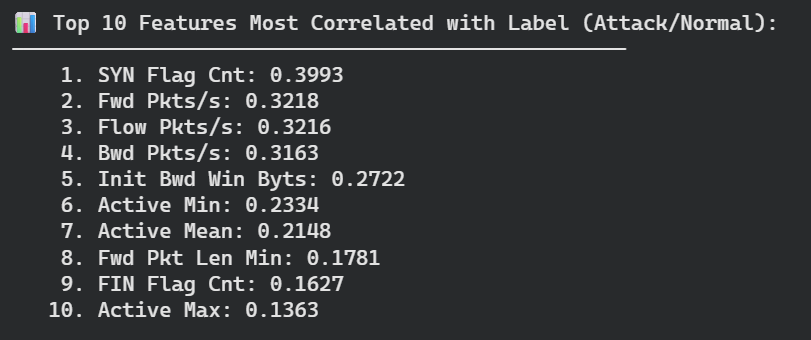 📊 Top 10 Features Most Correlated with Label (Attack/Normal):
1. SYN Flag Cnt: 0.3993
2. Fwd Pkts/s: 0.3218
3. Flow Pkts/s: 0.3216
4. Bwd Pkts/s: 0.3163
5. Init Bwd Win Byts: 0.2722
6. Active Min: 0.2334
7. Active Mean: 0.2148
8. Fwd Pkt Len Min: 0.1781
9. FIN Flag Cnt: 0.1627
10. Active Max: 0.1363